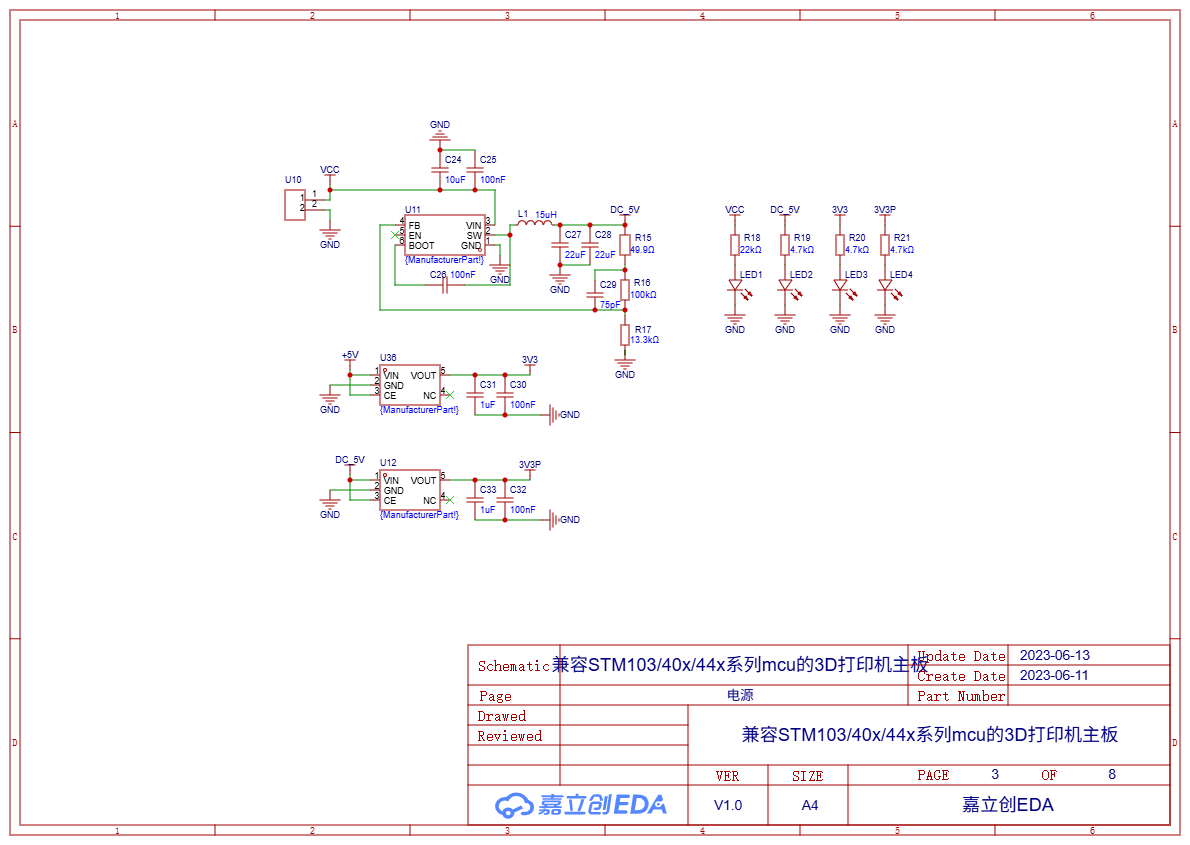 1 2 3 4 5 6
A
B
C
D
A
B
C
D
GND
C24
10uF
C25
100nF
VCC
U10
1
2
1
2
GND
U11
4 FB
5 EN
6 BOOT
VIN 3
SW 2
GND 1
{ManufacturerPart!}
C26 100nF
GND
L1 15uH
C27
22uF
C28
22uF
GND
DC_5V
R15
49.9Ω
C29
75pF
R16
100kΩ
R17
13.3kΩ
GND
VCC
R18
22kΩ
LED1
GND
DC_5V
R19
4.7kΩ
LED2
GND
3V3
R20
4.7kΩ
LED3
GND
3V3P
R21
4.7kΩ
LED4
GND
+5V
U36
1 VIN
2 GND
3 CE
VOUT 5
NC 4
{ManufacturerPart!}
GND
3V3
C31
1uF
C30
100nF
GND
DC_5V
U12
1 VIN
2 GND
3 CE
VOUT 5
NC 4
{ManufacturerPart!}
GND
3V3P
C33
1uF
C32
100nF
GND
Schematic 兼容STM103/40x/44x系列mcu的3D打印机主板
Update Date 2023-06-13
Create Date 2023-06-11
Page 电源
Part Number
Drawed
Reviewed
兼容STM103/40x/44x系列mcu的3D打印机主板
VER SIZE PAGE 3 OF 8
嘉立创EDA V1.0 A4 嘉立创EDA
1 2 3 4 5 6